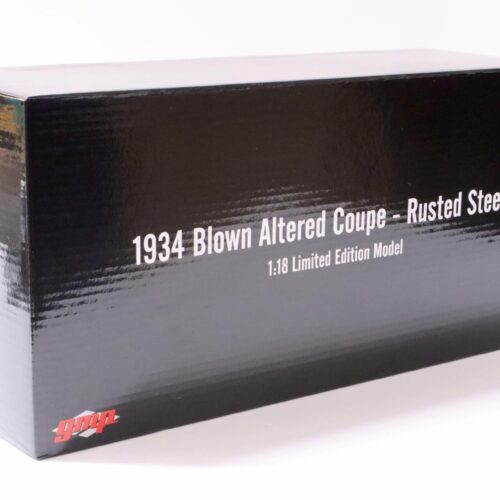 1934 Blown Altered Coupe - Rusted Stee
1:18 Limited Edition Model
gmp